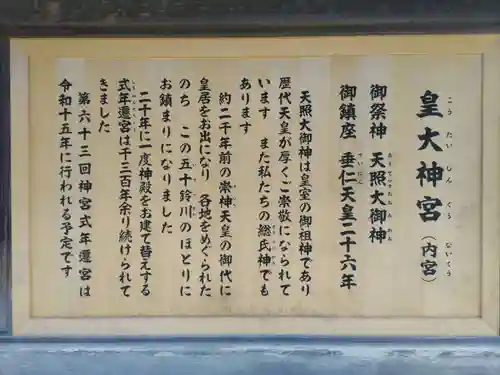 皇大神宮（内宮）
御祭神　天照大御神
御鎮座　垂仁天皇二十六年
天照大御神は皇室の御祖神であり
歴代天皇が厚くご崇敬になられて
います　また私たちの総氏神でも
あります
約二千年前の崇神天皇の御代に
皇居をお出になり　各地をめぐられた
のち　この五十鈴川のほとりに
お鎮まりになりました
二十年に一度神殿をお建て替えする
式年遷宮は千三百年余り続けられて
きました
第六十三回神宮式年遷宮は
令和十五年に行われる予定です